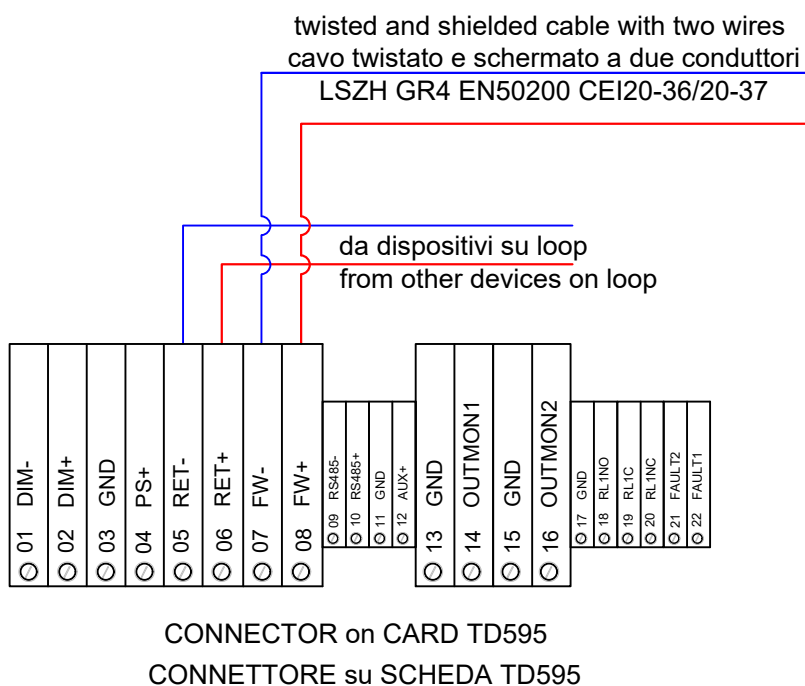 twisted and shielded cable with two wires
cavo twistato e schermato a due conduttori
LSZH GR4 EN50200 CEI20-36/20-37
da dispositivi su loop
from other devices on loop
01 DIM-
02 DIM+
03 GND
04 PS+
05 RET-
06 RET+
07 FW-
08 FW+
09 RS485-
10 RS485+
11 GND
12 AUX+
13 GND
14 OUTMON1
15 GND
16 OUTMON2
17 GND
18 RL1NO
19 RL1C
20 RL1NC
21 FAULT2
22 FAULT1
CONNECTOR on CARD TD595
CONNETTORE su SCHEDA TD595